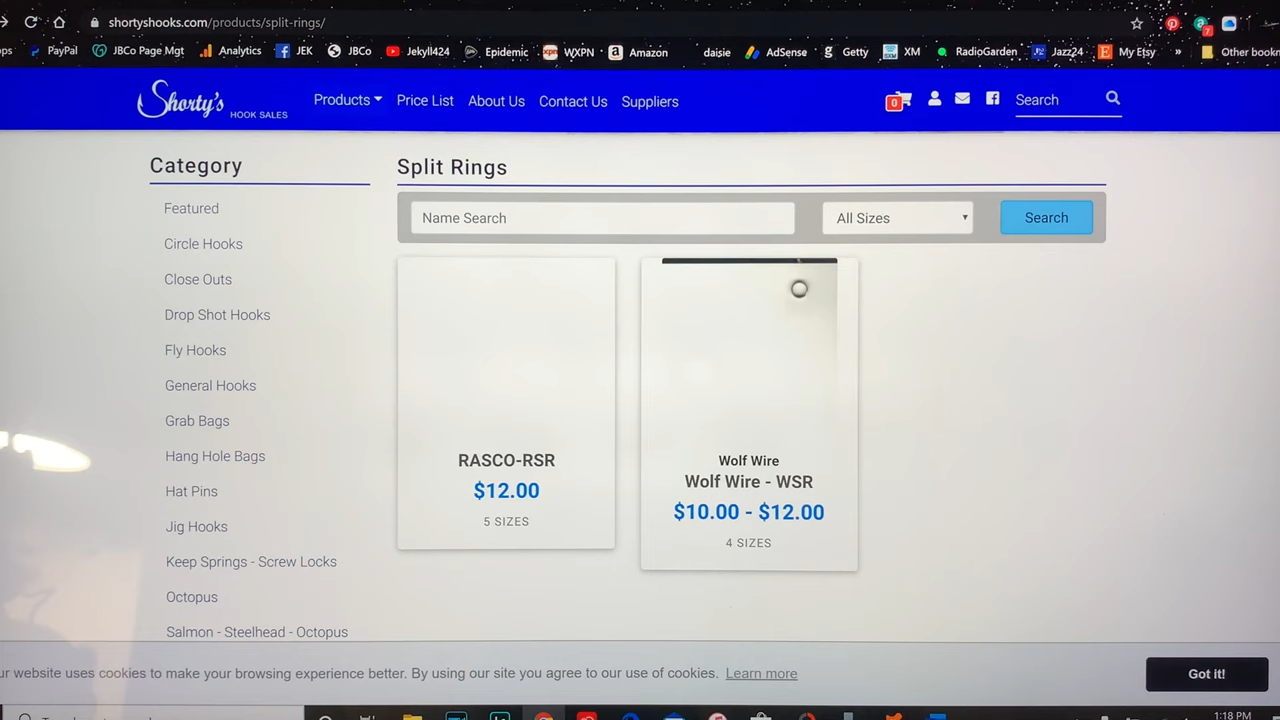 shortyshooks.com/products/split-rings/
PayPal JBCo Page Mgt Analytics JEK JBCo Jekyll424 Epidemic WXPN Amazon daisie AdSense Getty XM RadioGarden Jazz24 My Etsy » Other
7
Shorty's
HOOK SALES
Products Price List About Us Contact Us Suppliers
0
Search
Category
Featured
Circle Hooks
Close Outs
Drop Shot Hooks
Fly Hooks
General Hooks
Grab Bags
Hang Hole Bags
Hat Pins
Jig Hooks
Keep Springs - Screw Locks
Octopus
Salmon - Steelhead - Octopus
Split Rings
Name Search
All Sizes
Search
RASCO-RSR
$12.00
5 SIZES
Wolf Wire
Wolf Wire - WSR
$10.00 - $12.00
4 SIZES
website uses cookies to make your browsing experience better. By using our site you agree to our use of cookies. Learn more
Got it!
1:18 PM